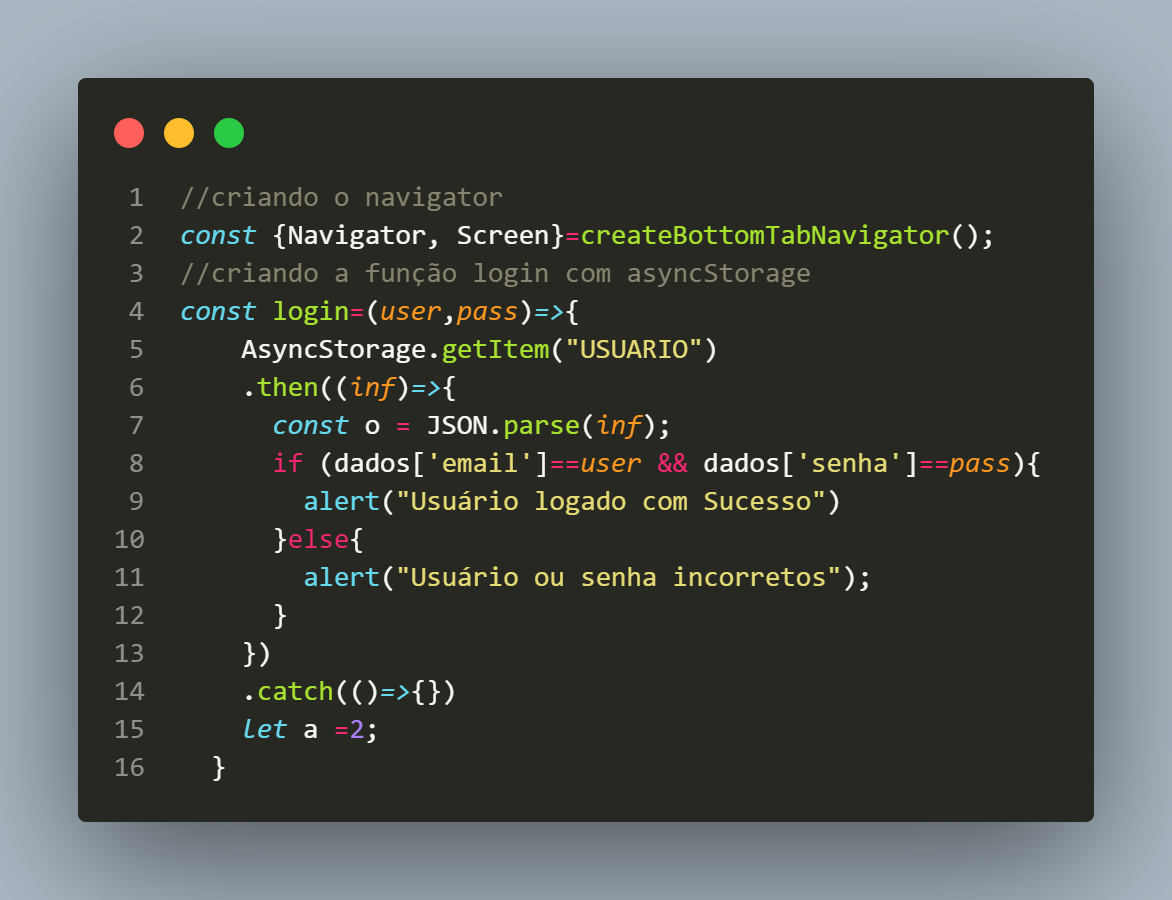 1 //criando o navigator
2 const {Navigator, Screen}=createBottomTabNavigator();
3 //criando a função login com asyncStorage
4 const login=(user,pass)=>{
5     AsyncStorage.getItem("USUARIO")
6     .then((inf)=>{
7       const o = JSON.parse(inf);
8       if (dados['email']==user && dados['senha']==pass){
9         alert("Usuário logado com Sucesso")
10       }else{
11         alert("Usuário ou senha incorretos");
12       }
13     })
14     .catch(()=>{})
15     let a =2;
16   }